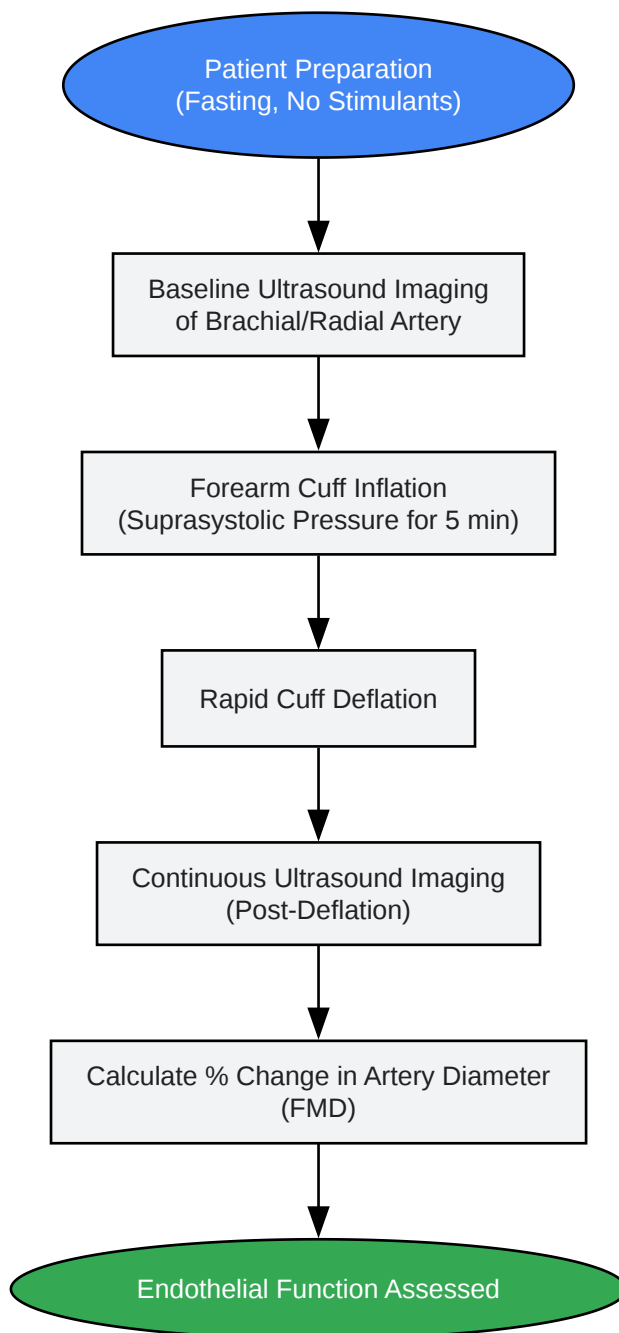 Patient Preparation
(Fasting, No Stimulants)
Baseline Ultrasound Imaging
of Brachial/Radial Artery
Forearm Cuff Inflation
(Suprasystolic Pressure for 5 min)
Rapid Cuff Deflation
Continuous Ultrasound Imaging
(Post-Deflation)
Calculate % Change in Artery Diameter
(FMD)
Endothelial Function Assessed